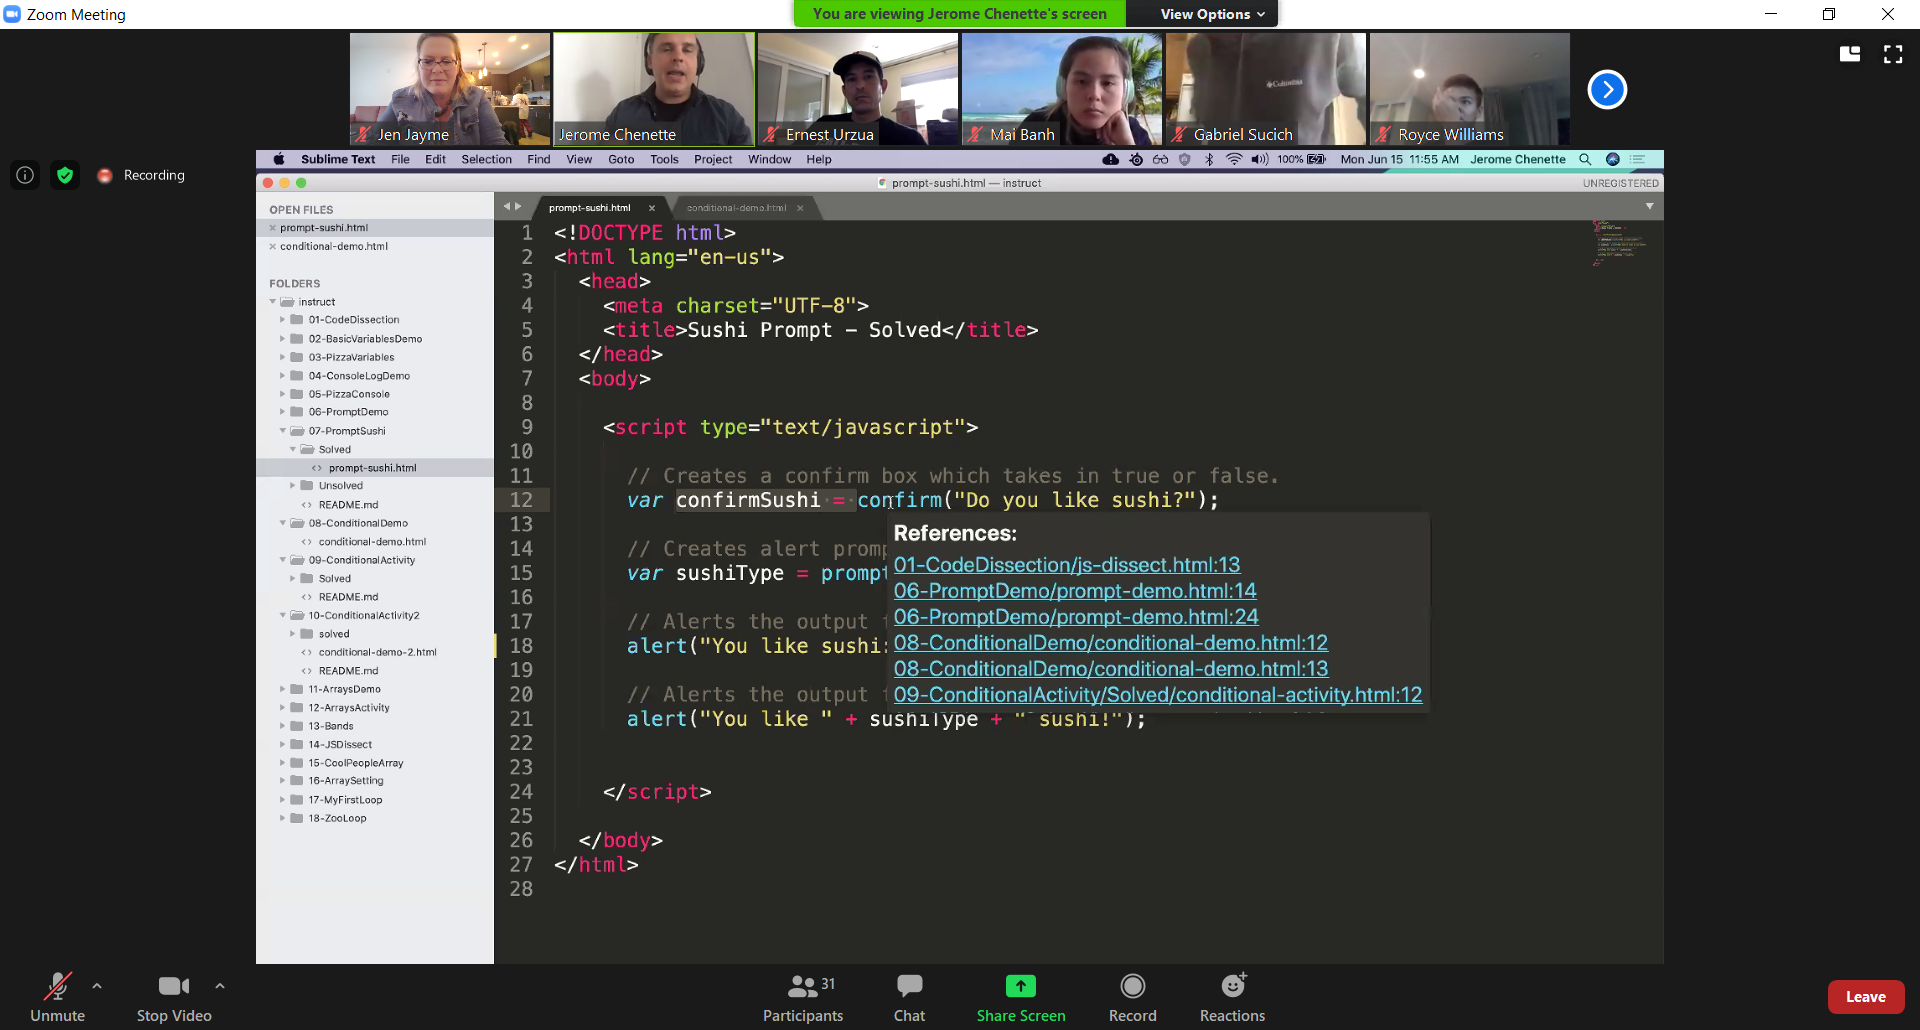 Zoom Meeting
You are viewing Jerome Chenette's screen
View Options
Jen Jayme
Jerome Chenette
Ernest Urzua
Mai Banh
Columbia
Gabriel Sucich
Royce Williams
Recording
Sublime Text File Edit Selection Find View Goto Tools Project Window Help
100% Mon Jun 15 11:55 AM Jerome Chenette
prompt-sushi.html — instruct
UNREGISTERED
OPEN FILES
prompt-sushi.html
conditional-demo.html
FOLDERS
instruct
01-CodeDissection
02-BasicVariablesDemo
03-PizzaVariables
04-ConsoleLogDemo
05-PizzaConsole
06-PromptDemo
07-PromptSushi
Solved
prompt-sushi.html
Unsolved
README.md
08-ConditionalDemo
conditional-demo.html
09-ConditionalActivity
Solved
README.md
10-ConditionalActivity2
solved
conditional-demo-2.html
README.md
11-ArraysDemo
12-ArraysActivity
13-Bands
14-JSDissect
15-CoolPeopleArray
16-ArraySetting
17-MyFirstLoop
18-ZooLoop
prompt-sushi.html
conditional-demo.html
1 <!DOCTYPE html>
2 <html lang="en-us">
3 <head>
4 <meta charset="UTF-8">
5 <title>Sushi Prompt – Solved</title>
6 </head>
7 <body>
8
9 <script type="text/javascript">
10
11 // Creates a confirm box which takes in true or false.
12 var confirmSushi = confirm("Do you like sushi?");
13
14 // Creates alert promp
15 var sushiType = prompt
16
17 // Alerts the output
18 alert("You like sushi:
19
20 // Alerts the output
21 alert("You like " + sushiType + " sushi!");
22
23
24 </script>
25
26 </body>
27 </html>
28
References:
01-CodeDissection/js-dissect.html:13
06-PromptDemo/prompt-demo.html:14
06-PromptDemo/prompt-demo.html:24
08-ConditionalDemo/conditional-demo.html:12
08-ConditionalDemo/conditional-demo.html:13
09-ConditionalActivity/Solved/conditional-activity.html:12
Unmute
Stop Video
31
Participants
Chat
Share Screen
Record
Reactions
Leave